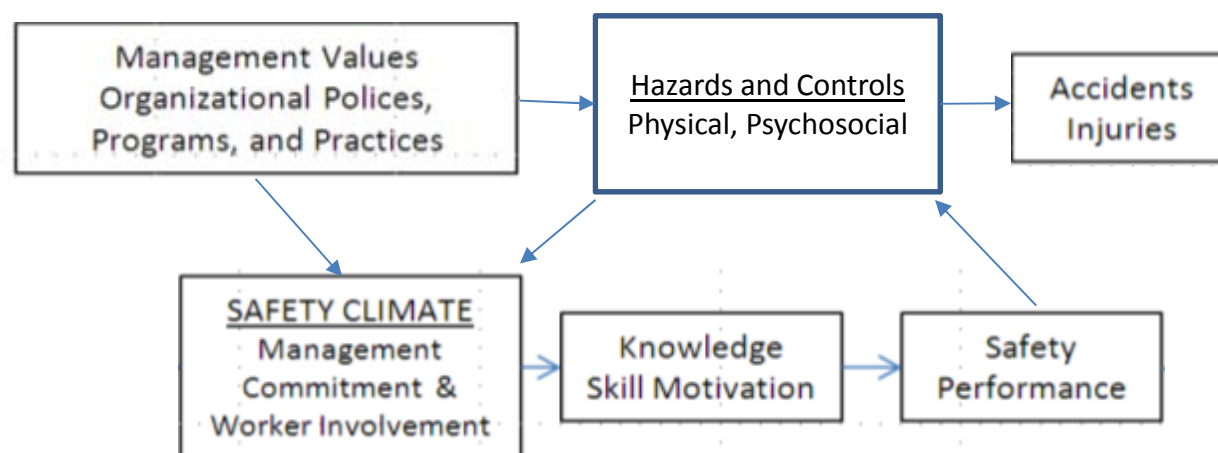 Management Values
Organizational Polices,
Programs, and Practices
Hazards and Controls
Physical, Psychosocial
Accidents
Injuries
SAFETY CLIMATE
Management
Commitment &
Worker Involvement
Knowledge
Skill Motivation
Safety
Performance